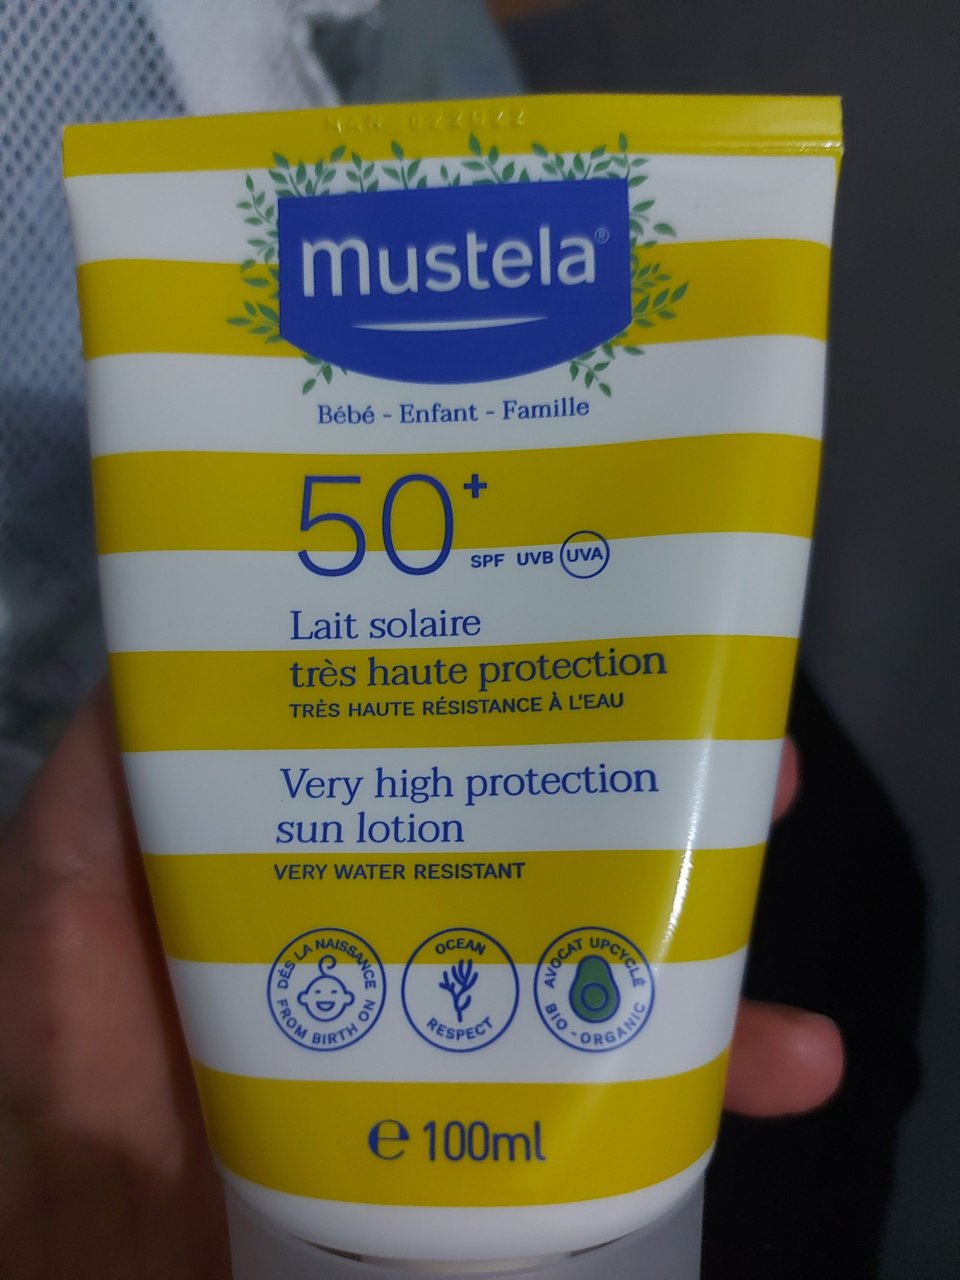 MAN 022022
mustela®
Bébé - Enfant - Famille
50+
SPF UVB UVA
Lait solaire
très haute protection
TRÈS HAUTE RÉSISTANCE À L'EAU
Very high protection
sun lotion
VERY WATER RESISTANT
DÈS LA NAISSANCE
FROM BIRTH ON
OCEAN
RESPECT
AVOCAT UPCYCLÉ
BIO - ORGANIC
℮ 100ml